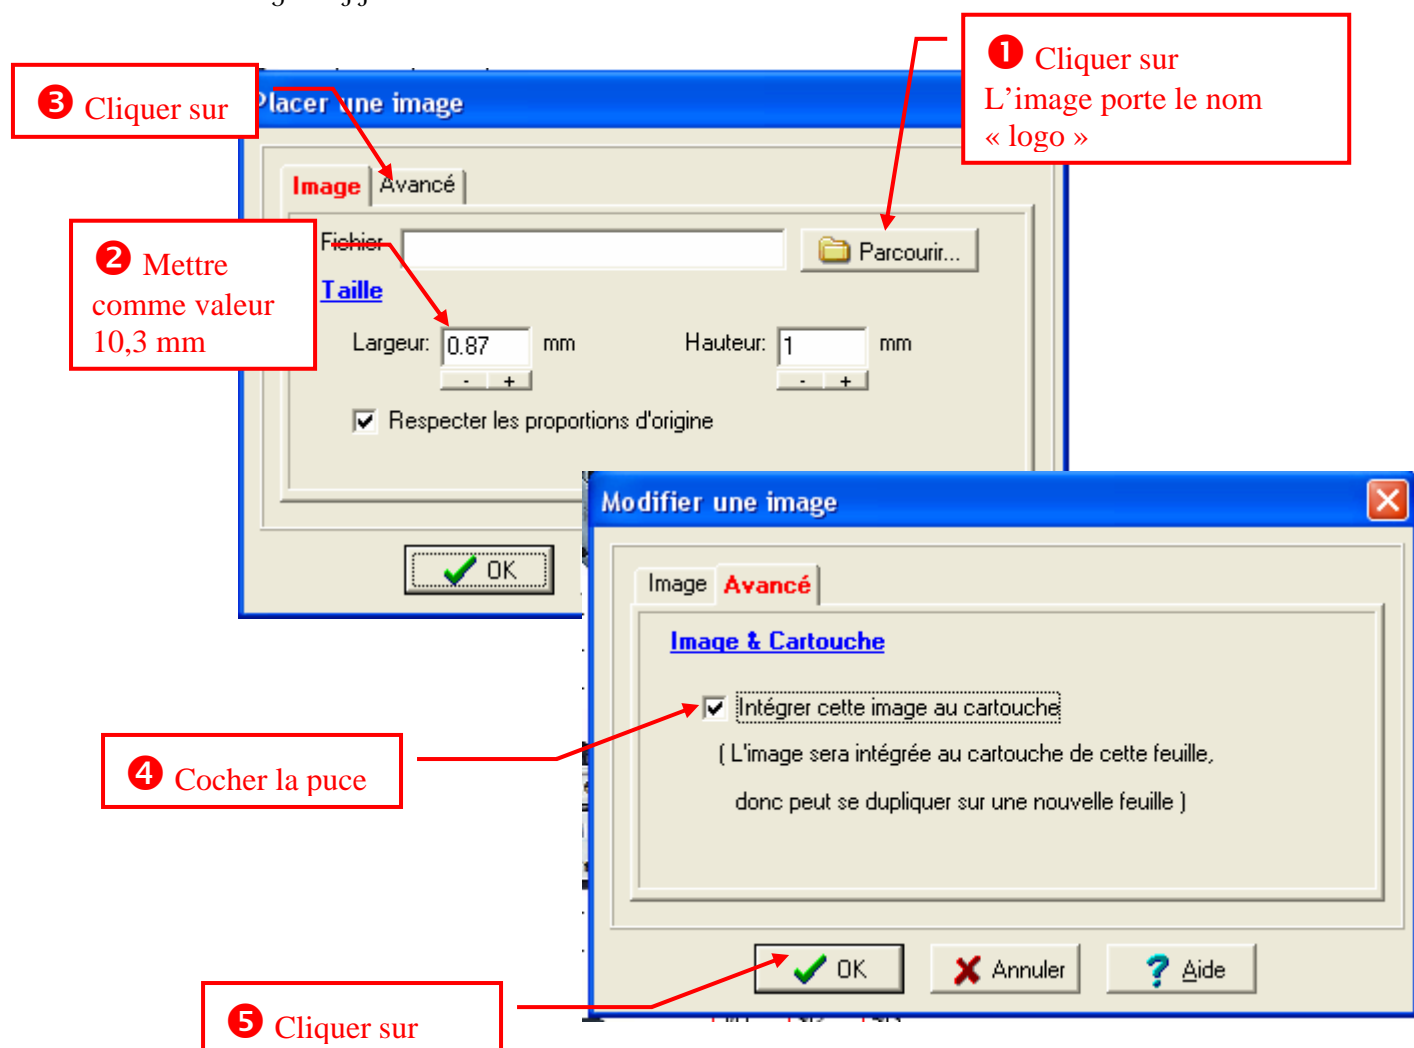 ❶ Cliquer sur
L’image porte le nom
« logo »
❸ Cliquer sur
Placer une image
Image Avancé
Fichier
Parcourir...
❷ Mettre
comme valeur
10,3 mm
Taille
Largeur: 0.87 mm Hauteur: 1 mm
- + - +
Respecter les proportions d'origine
OK
Modifier une image
Image Avancé
Image & Cartouche
Intégrer cette image au cartouche
( L'image sera intégrée au cartouche de cette feuille,
donc peut se dupliquer sur une nouvelle feuille )
❹ Cocher la puce
OK Annuler Aide
❺ Cliquer sur